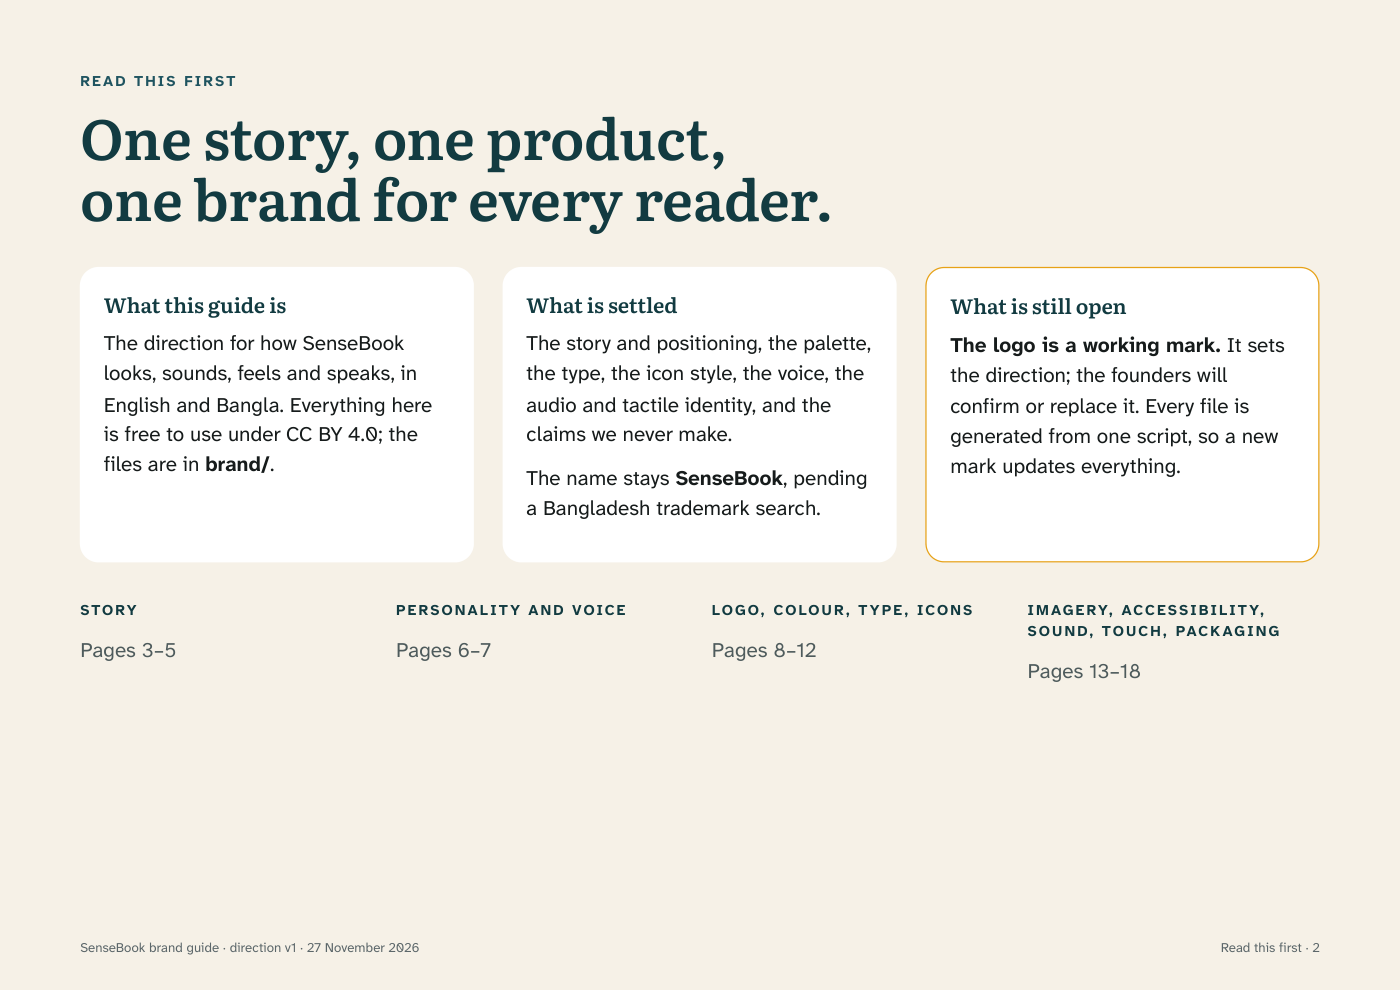 READ THIS FIRST
One story, one product,
one brand for every reader.
What this guide is
The direction for how SenseBook
looks, sounds, feels and speaks, in
English and Bangla. Everything here
is free to use under CC BY 4.0; the
files are in brand/.
What is settled
The story and positioning, the palette,
the type, the icon style, the voice, the
audio and tactile identity, and the
claims we never make.
The name stays SenseBook, pending
a Bangladesh trademark search.
What is still open
The logo is a working mark. It sets
the direction; the founders will
confirm or replace it. Every file is
generated from one script, so a new
mark updates everything.
STORY
Pages 3–5
PERSONALITY AND VOICE
Pages 6–7
LOGO, COLOUR, TYPE, ICONS
Pages 8–12
IMAGERY, ACCESSIBILITY,
SOUND, TOUCH, PACKAGING
Pages 13–18
SenseBook brand guide · direction v1 · 27 November 2026
Read this first · 2